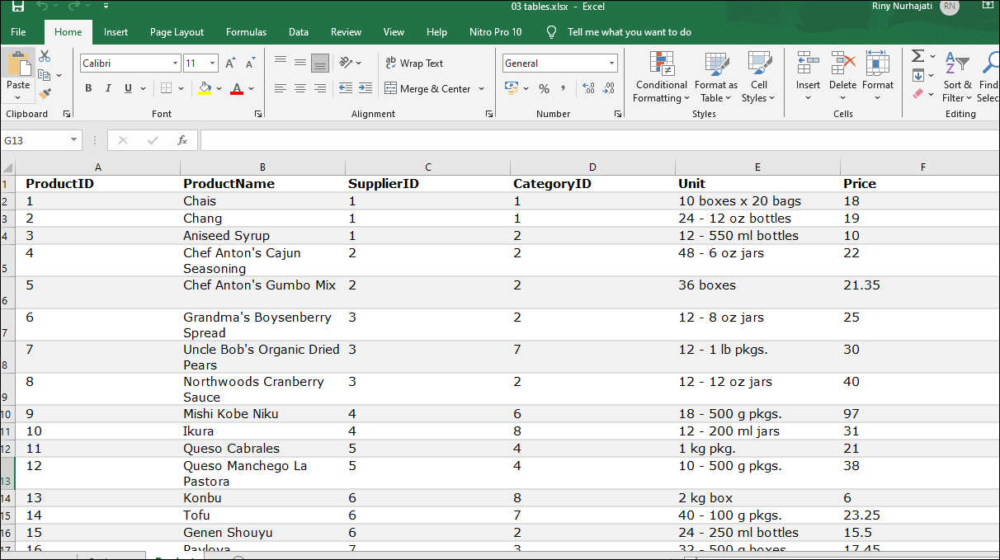 03 tables.xlsx - Excel
Riny Nurhajati RN
File Home Insert Page Layout Formulas Data Review View Help Nitro Pro 10 Tell me what you want to do
Calibri 11 ab Wrap Text General
Paste B I U A Merge & Center % , Conditional Formatting Format as Table Cell Styles Insert Delete Format Sort & Filter Find Selec
Clipboard Font Alignment Number Styles Cells Editing
G13 fx
A B C D E F
1 ProductID ProductName SupplierID CategoryID Unit Price
2 1 Chais 1 1 10 boxes x 20 bags 18
3 2 Chang 1 1 24 - 12 oz bottles 19
4 3 Aniseed Syrup 1 2 12 - 550 ml bottles 10
4 Chef Anton's Cajun 2 2 48 - 6 oz jars 22
5 Seasoning
5 Chef Anton's Gumbo Mix 2 2 36 boxes 21.35
6
6 Grandma's Boysenberry 3 2 12 - 8 oz jars 25
7 Spread
7 Uncle Bob's Organic Dried 3 7 12 - 1 lb pkgs. 30
8 Pears
8 Northwoods Cranberry 3 2 12 - 12 oz jars 40
9 Sauce
10 9 Mishi Kobe Niku 4 6 18 - 500 g pkgs. 97
11 10 Ikura 4 8 12 - 200 ml jars 31
12 11 Queso Cabrales 5 4 1 kg pkg. 21
12 Queso Manchego La 5 4 10 - 500 g pkgs. 38
13 Pastora
14 13 Konbu 6 8 2 kg box 6
15 14 Tofu 6 7 40 - 100 g pkgs. 23.25
16 15 Genen Shouyu 6 2 24 - 250 ml bottles 15.5
17 16 Pavlova 7 3 32 - 500 g boxes 17.45